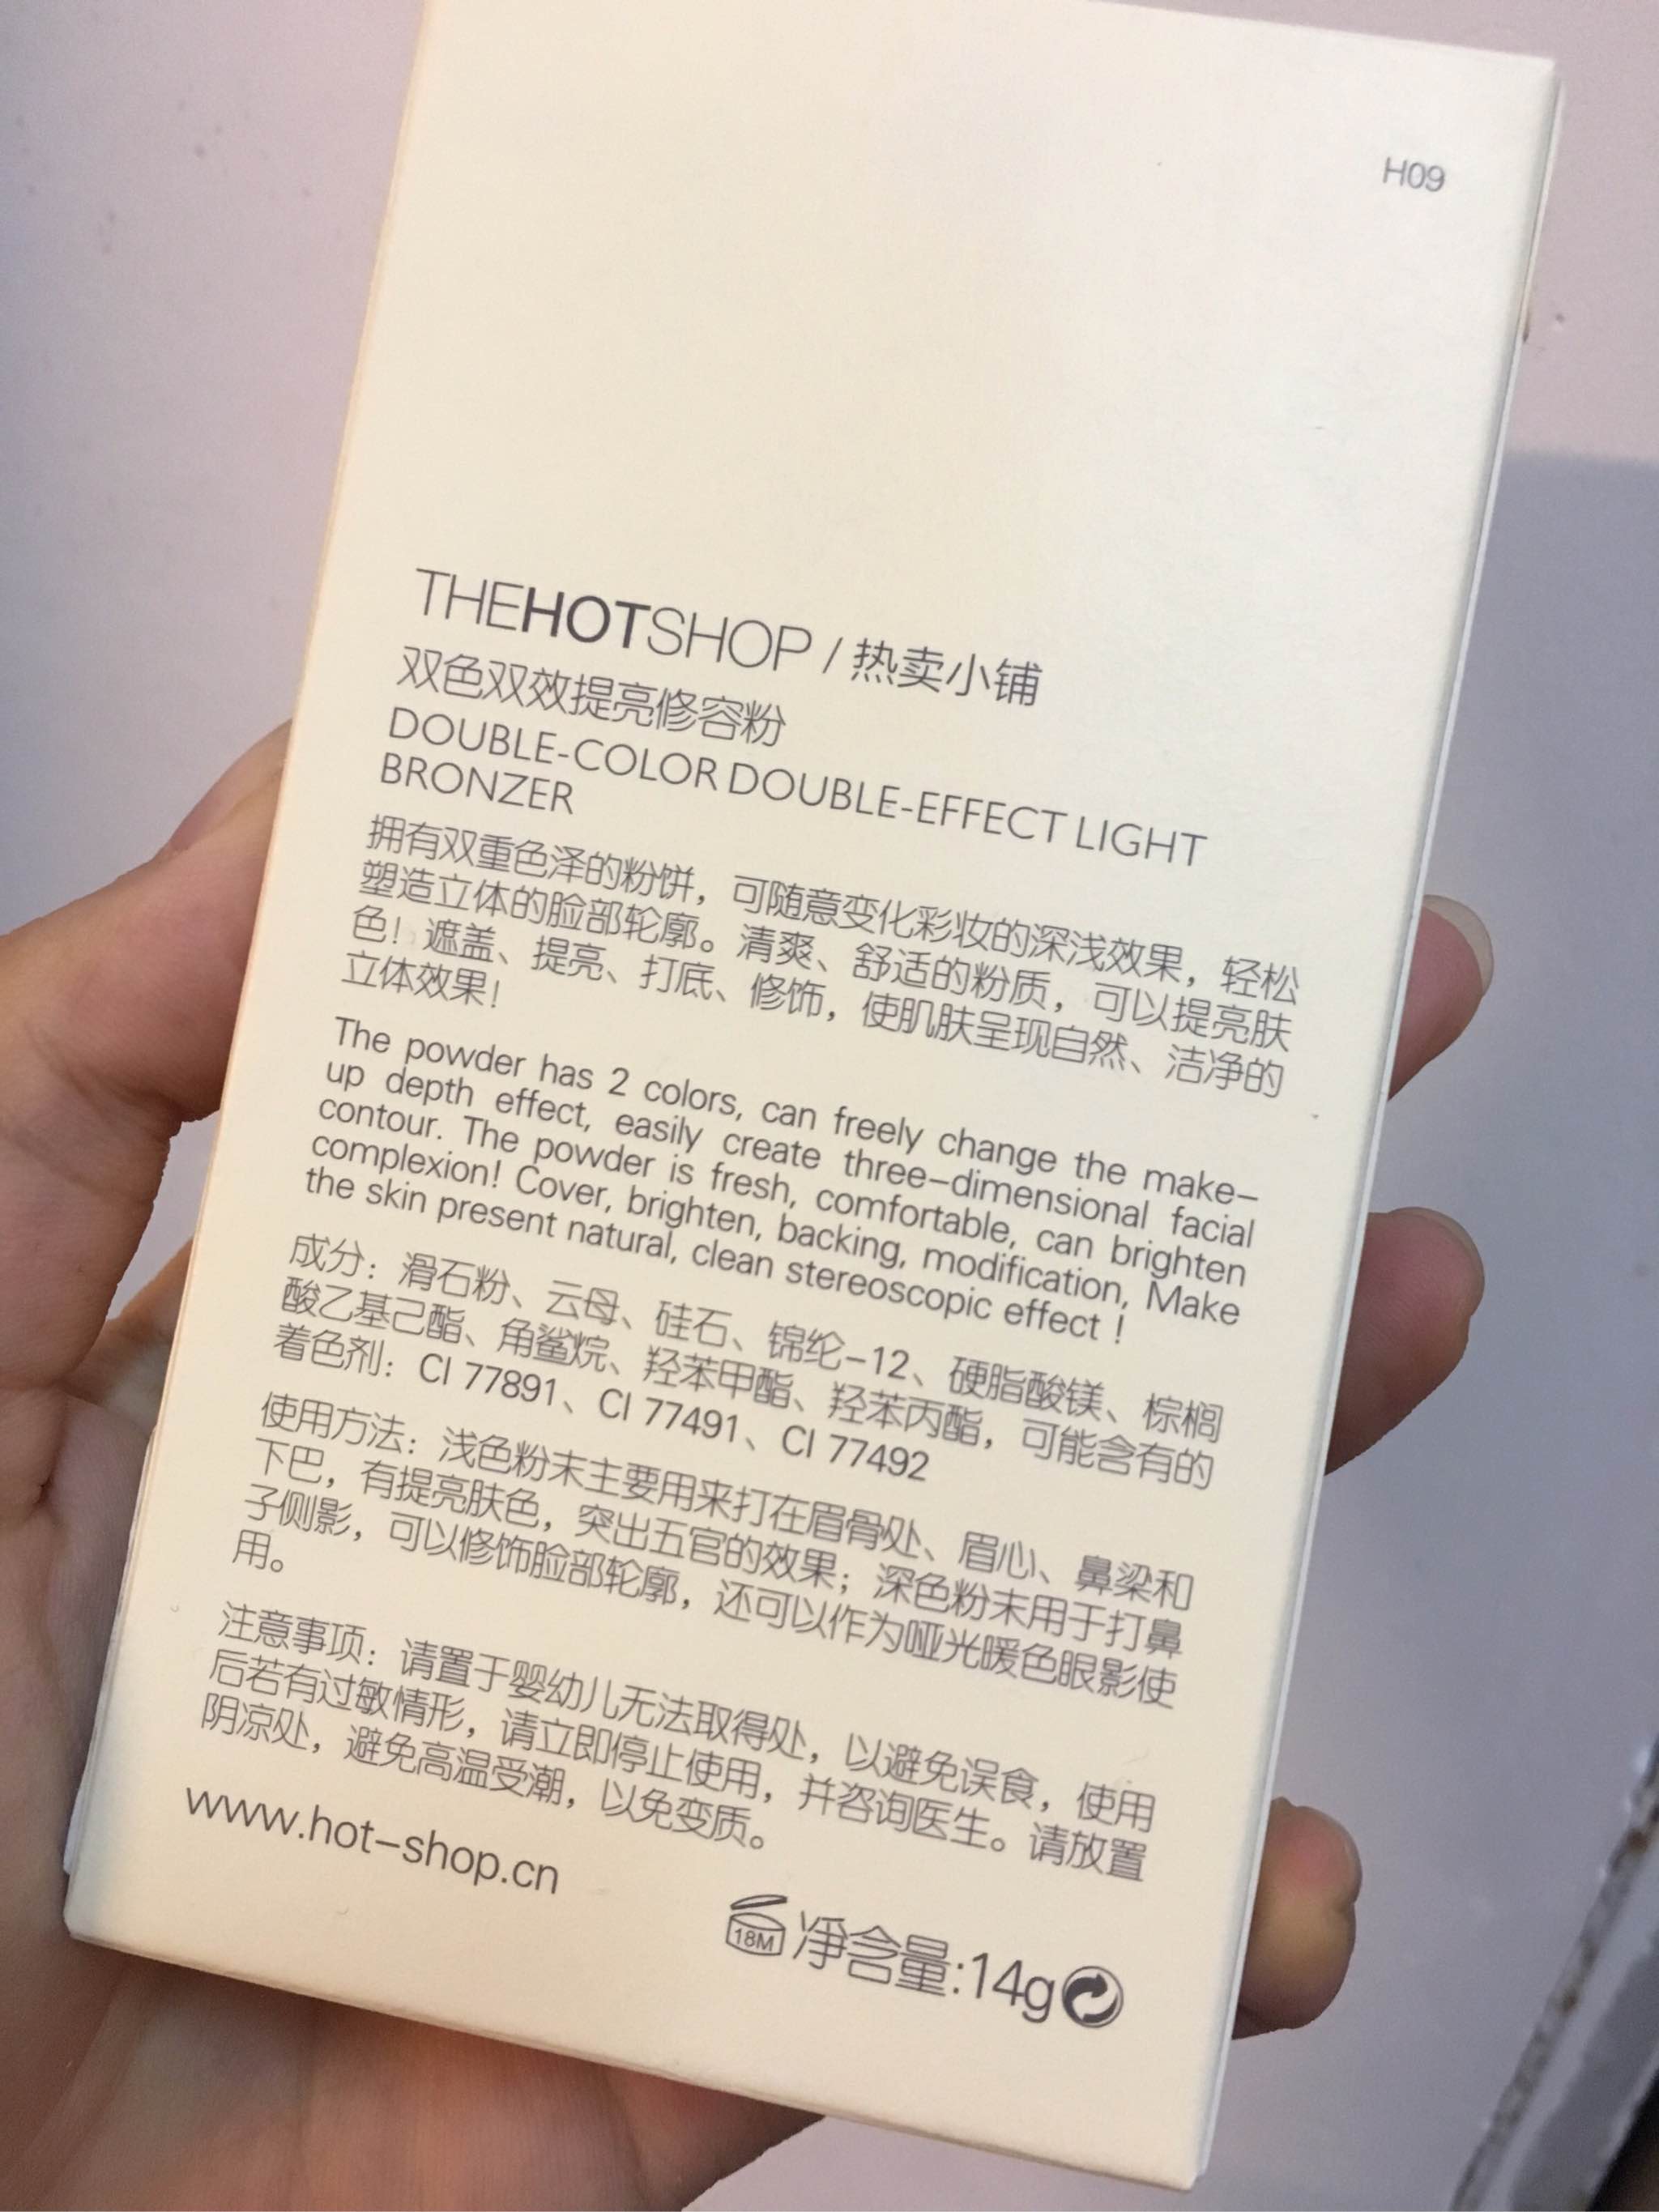 H09
THEHOTSHOP / 热卖小铺
双色双效提亮修容粉
DOUBLE-COLOR DOUBLE-EFFECT LIGHT
BRONZER
拥有双重色泽的粉饼，可随意变化彩妆的深浅效果，轻松
塑造立体的脸部轮廓。清爽、舒适的粉质，可以提亮肤
色！遮盖、提亮、打底、修饰，使肌肤呈现自然、洁净的
立体效果！
The powder has 2 colors, can freely change the make-
up depth effect, easily create three-dimensional facial
contour. The powder is fresh, comfortable, can brighten
complexion! Cover, brighten, backing, modification, Make
the skin present natural, clean stereoscopic effect !
成分：滑石粉、云母、硅石、锦纶-12、硬脂酸镁、棕榈
酸乙基己酯、角鲨烷、羟苯甲酯、羟苯丙酯，可能含有的
着色剂：CI 77891、CI 77491、CI 77492
使用方法：浅色粉末主要用来打在眉骨处、眉心、鼻梁和
下巴，有提亮肤色，突出五官的效果；深色粉末用于打鼻
子侧影，可以修饰脸部轮廓，还可以作为哑光暖色眼影使
用。
注意事项：请置于婴幼儿无法取得处，以避免误食，使用
后若有过敏情形，请立即停止使用，并咨询医生。请放置
阴凉处，避免高温受潮，以免变质。
www.hot-shop.cn
18M 净含量:14g